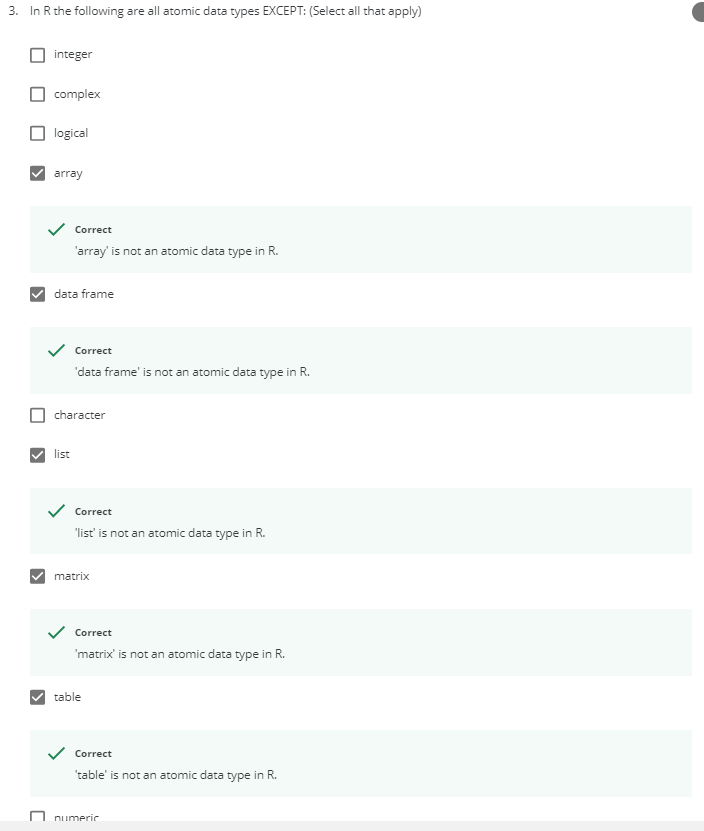 3. In R the following are all atomic data types EXCEPT: (Select all that apply)
integer
complex
logical
array
Correct
'array' is not an atomic data type in R.
data frame
Correct
'data frame' is not an atomic data type in R.
character
list
Correct
'list' is not an atomic data type in R.
matrix
Correct
'matrix' is not an atomic data type in R.
table
Correct
'table' is not an atomic data type in R.
numeric